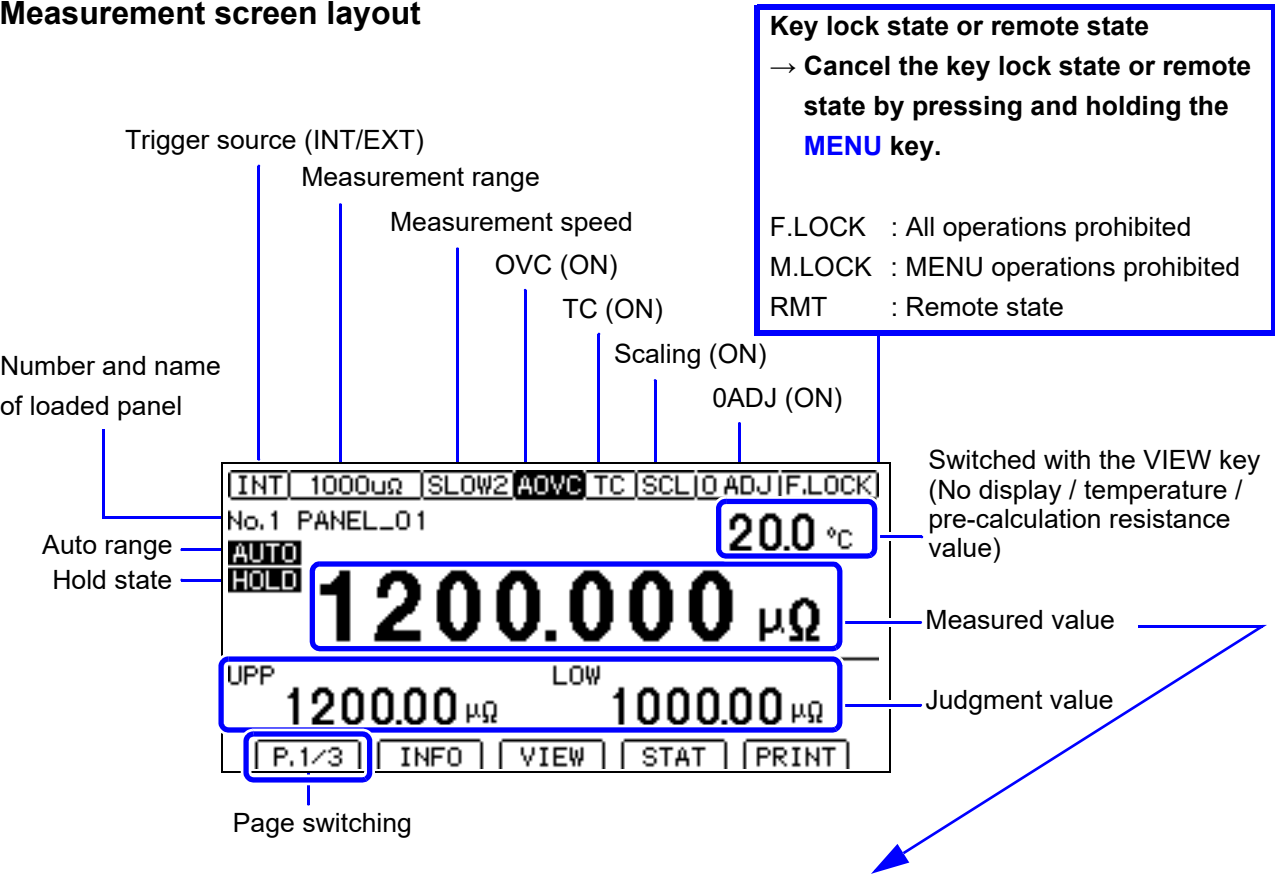 Measurement screen layout
Key lock state or remote state
→ Cancel the key lock state or remote
state by pressing and holding the
MENU key.
F.LOCK : All operations prohibited
M.LOCK : MENU operations prohibited
RMT : Remote state
Trigger source (INT/EXT)
Measurement range
Measurement speed
OVC (ON)
TC (ON)
Scaling (ON)
0ADJ (ON)
Number and name
of loaded panel
Auto range
Hold state
INT 1000uΩ SLOW2 AOVC TC SCL 0 ADJ F.LOCK
No.1 PANEL_01
20.0 °C
AUTO
HOLD
1200.000 μΩ
UPP
1200.00 μΩ
LOW
1000.00 μΩ
P.1/3 INFO VIEW STAT PRINT
Switched with the VIEW key
(No display / temperature /
pre-calculation resistance
value)
Measured value
Judgment value
Page switching